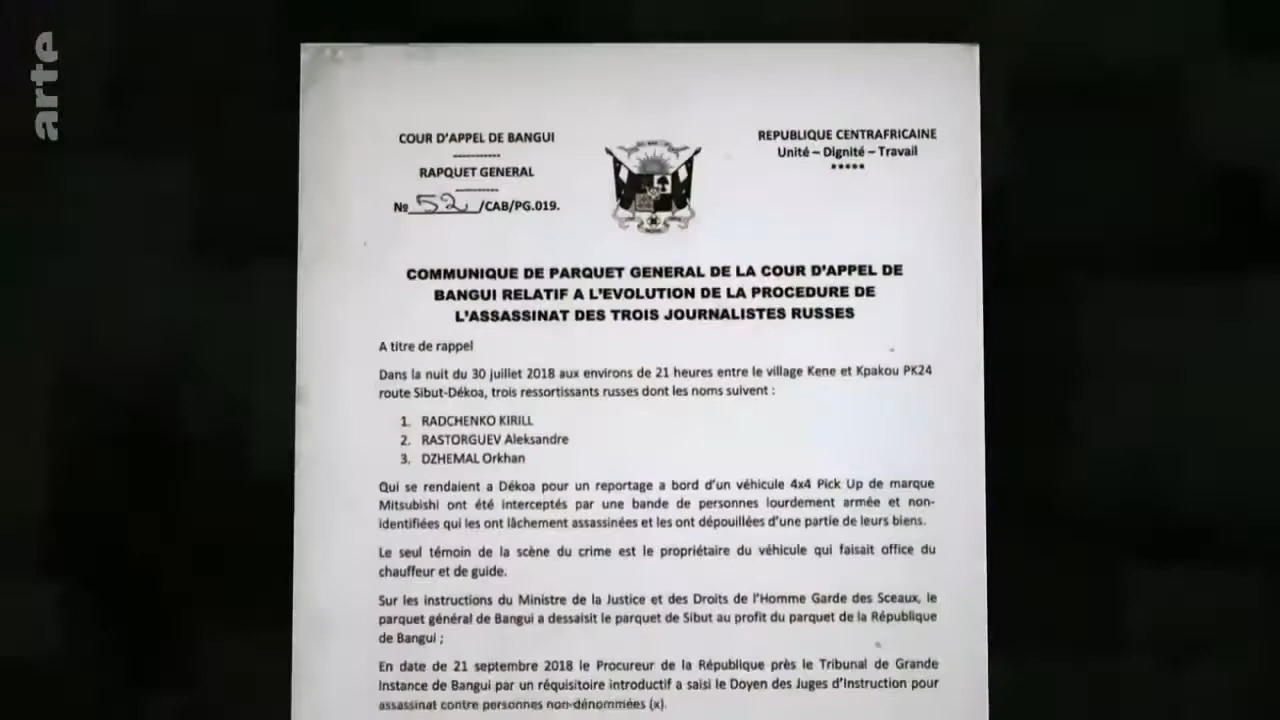 arte
COUR D'APPEL DE BANGUI
RAPQUET GENERAL
№ 52 /CAB/PG.019.
REPUBLIQUE CENTRAFRICAINE
Unité – Dignité – Travail
*****
COMMUNIQUE DE PARQUET GENERAL DE LA COUR D'APPEL DE
BANGUI RELATIF A L'EVOLUTION DE LA PROCEDURE DE
L'ASSASSINAT DES TROIS JOURNALISTES RUSSES
A titre de rappel
Dans la nuit du 30 juillet 2018 aux environs de 21 heures entre le village Kene et Kpakou PK24
route Sibut-Dékoa, trois ressortissants russes dont les noms suivent :
1. RADCHENKO KIRILL
2. RASTORGUEV Aleksandre
3. DZHEMAL Orkhan
Qui se rendaient a Dékoa pour un reportage a bord d'un véhicule 4x4 Pick Up de marque
Mitsubishi ont été interceptés par une bande de personnes lourdement armée et non-
identifiées qui les ont lâchement assassinées et les ont dépouillées d'une partie de leurs biens.
Le seul témoin de la scène du crime est le propriétaire du véhicule qui faisait office du
chauffeur et de guide.
Sur les instructions du Ministre de la Justice et des Droits de l'Homme Garde des Sceaux, le
parquet général de Bangui a dessaisit le parquet de Sibut au profit du parquet de la République
de Bangui ;
En date de 21 septembre 2018 le Procureur de la République près le Tribunal de Grande
Instance de Bangui par un réquisitoire introductif a saisi le Doyen des Juges d'Instruction pour
assassinat contre personnes non-dénommées (x).